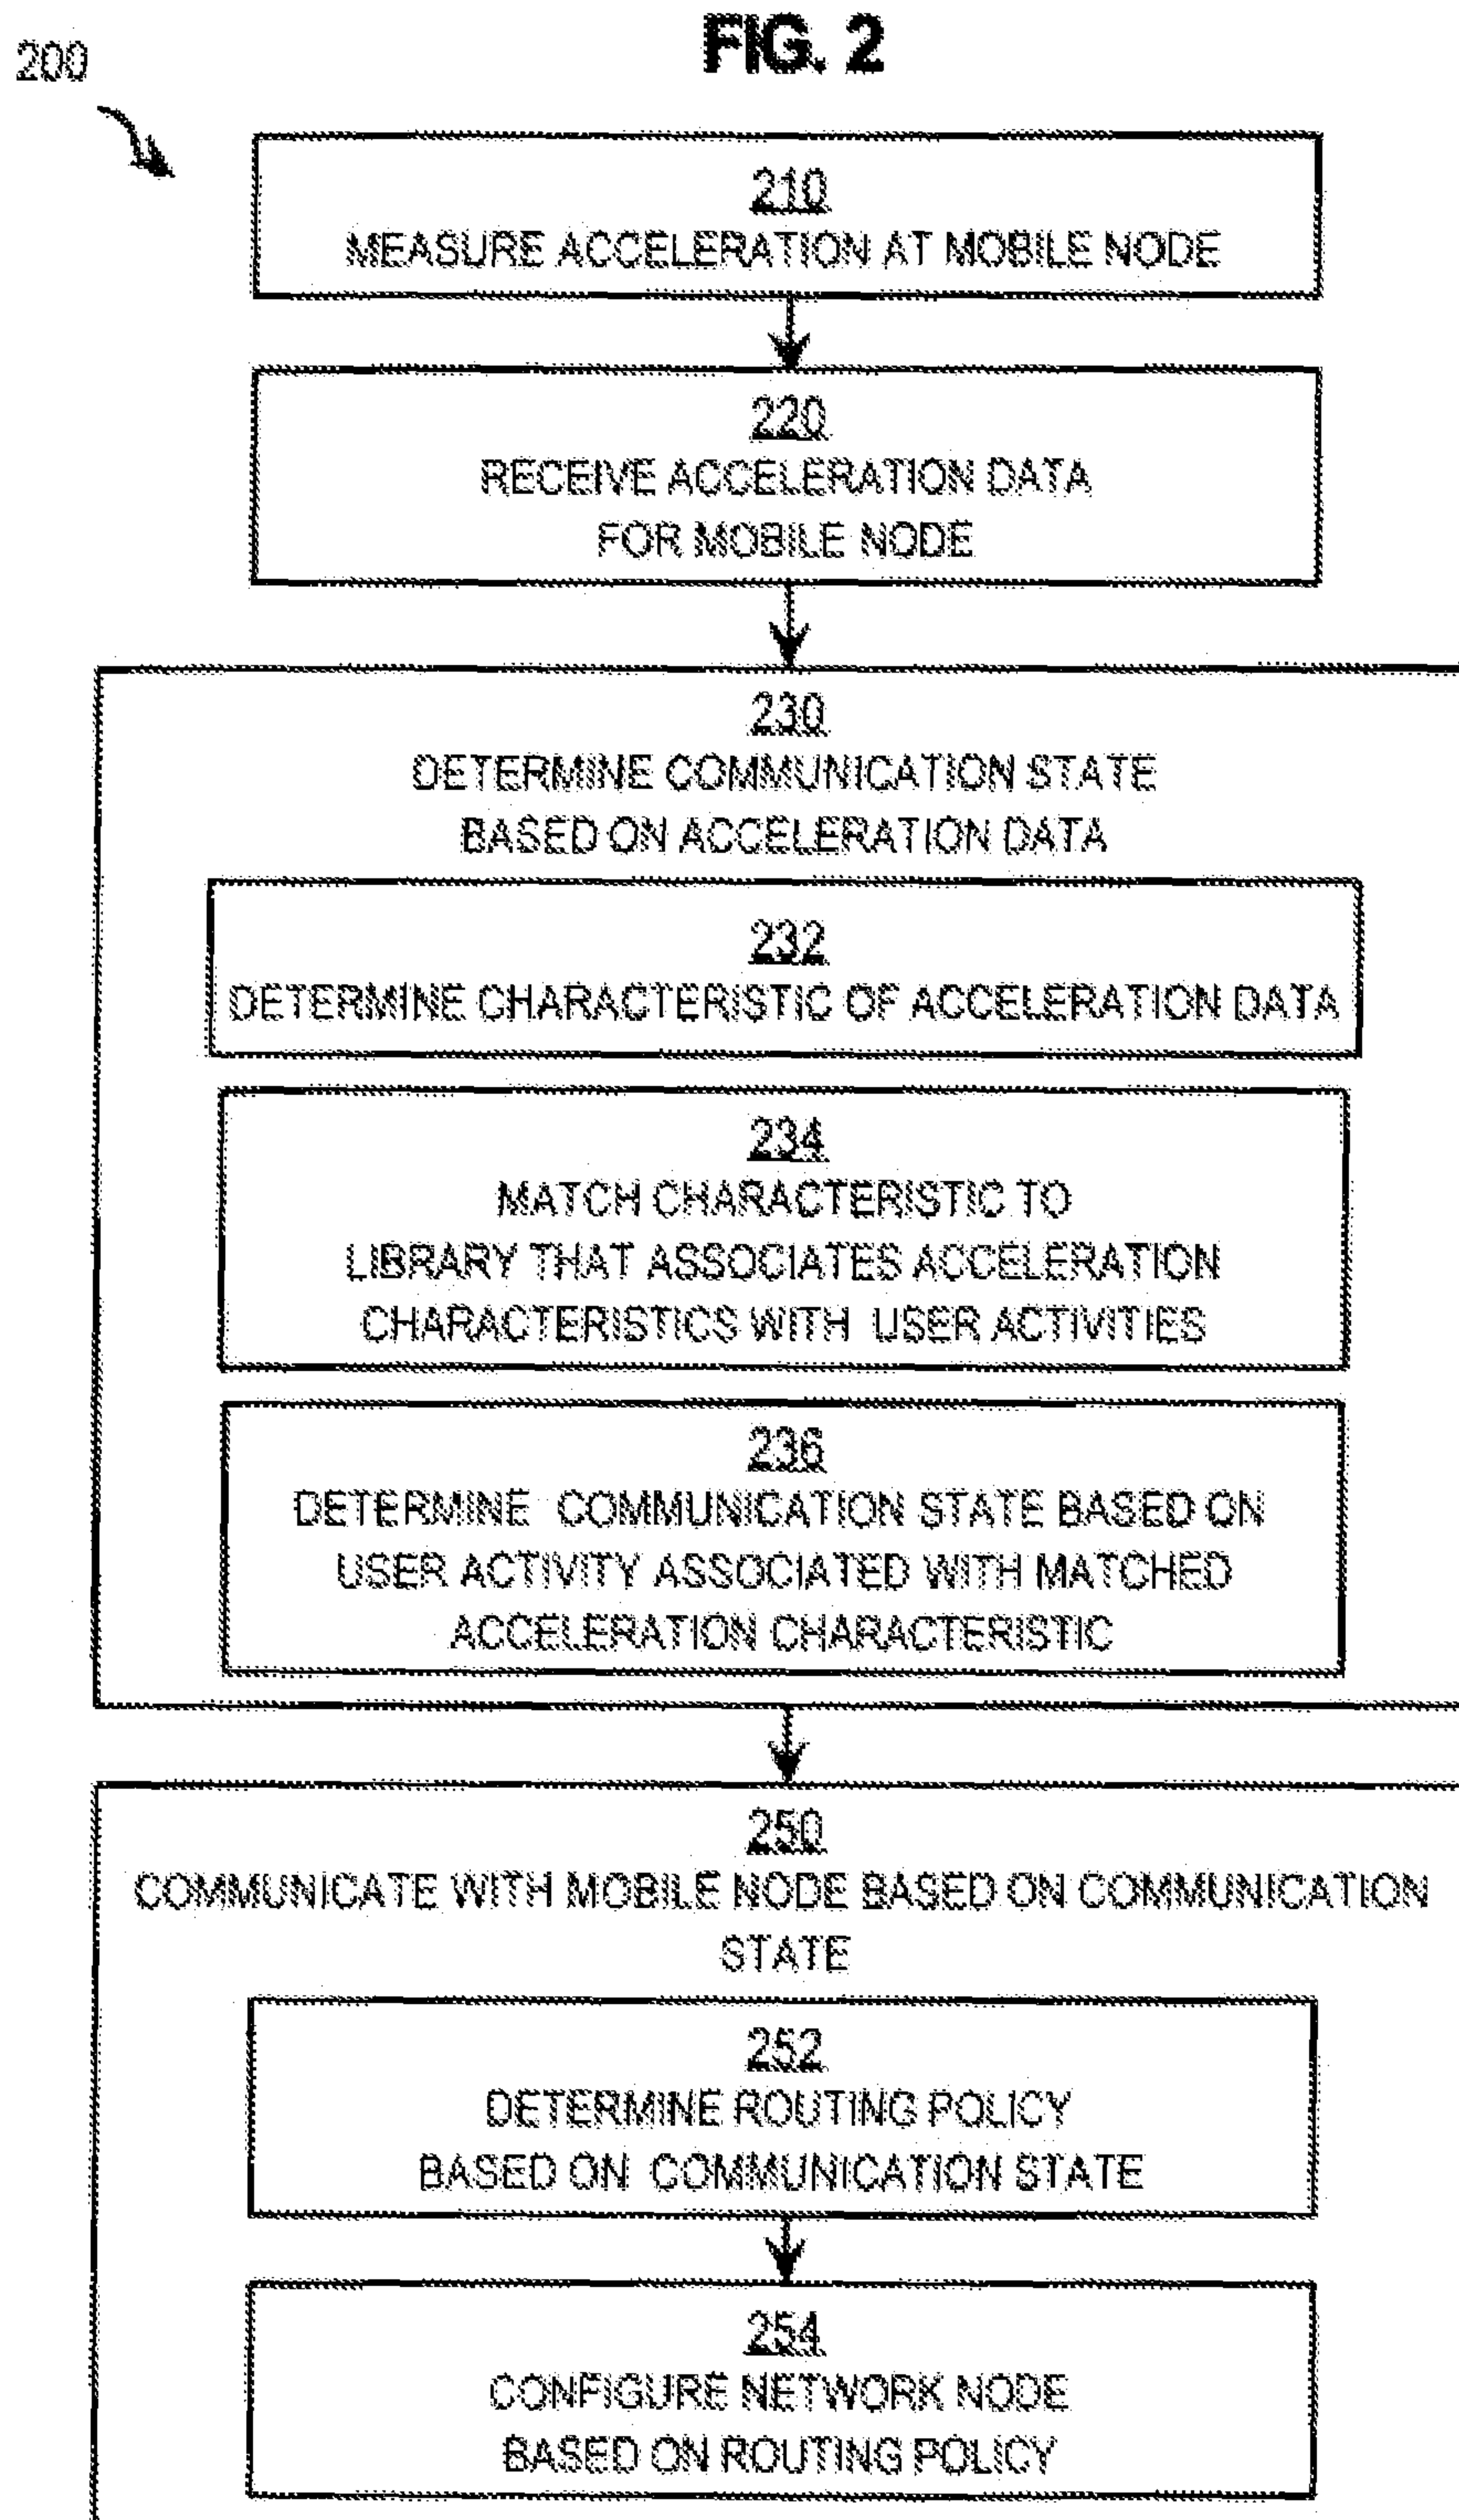 FIG. 2
200
210
MEASURE ACCELERATION AT MOBILE NODE
220
RECEIVE ACCELERATION DATA
FOR MOBILE NODE
230
DETERMINE COMMUNICATION STATE
BASED ON ACCELERATION DATA
232
DETERMINE CHARACTERISTIC OF ACCELERATION DATA
234
MATCH CHARACTERISTIC TO
LIBRARY THAT ASSOCIATES ACCELERATION
CHARACTERISTICS WITH USER ACTIVITIES
236
DETERMINE COMMUNICATION STATE BASED ON
USER ACTIVITY ASSOCIATED WITH MATCHED
ACCELERATION CHARACTERISTIC
250
COMMUNICATE WITH MOBILE NODE BASED ON COMMUNICATION
STATE
252
DETERMINE ROUTING POLICY
BASED ON COMMUNICATION STATE
254
CONFIGURE NETWORK NODE
BASED ON ROUTING POLICY